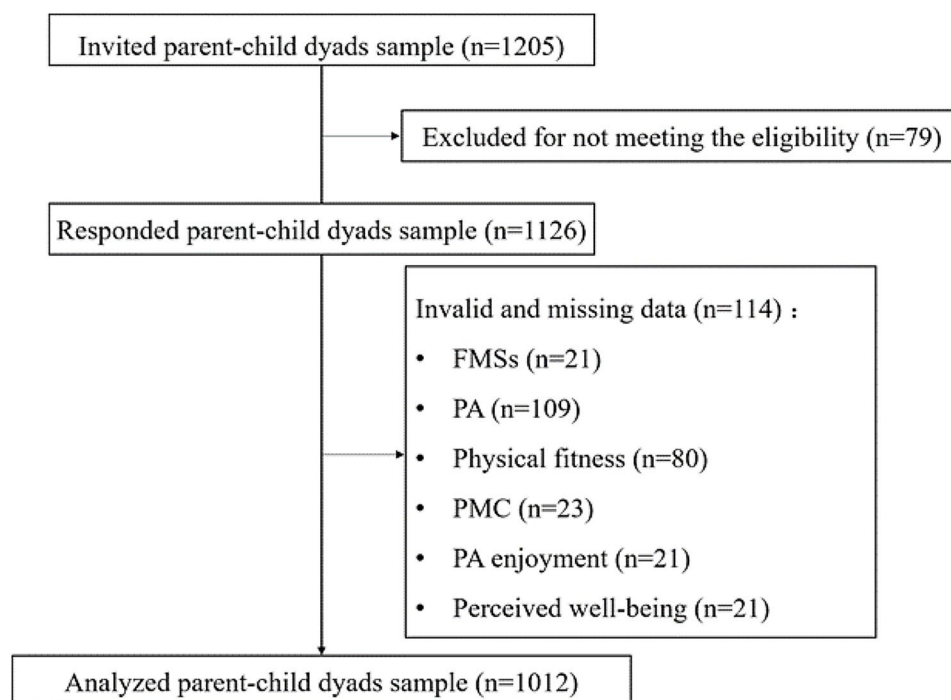 Invited parent-child dyads sample (n=1205)
Excluded for not meeting the eligibility (n=79)
Responded parent-child dyads sample (n=1126)
Invalid and missing data (n=114)：
• FMSs (n=21)
• PA (n=109)
• Physical fitness (n=80)
• PMC (n=23)
• PA enjoyment (n=21)
• Perceived well-being (n=21)
Analyzed parent-child dyads sample (n=1012)